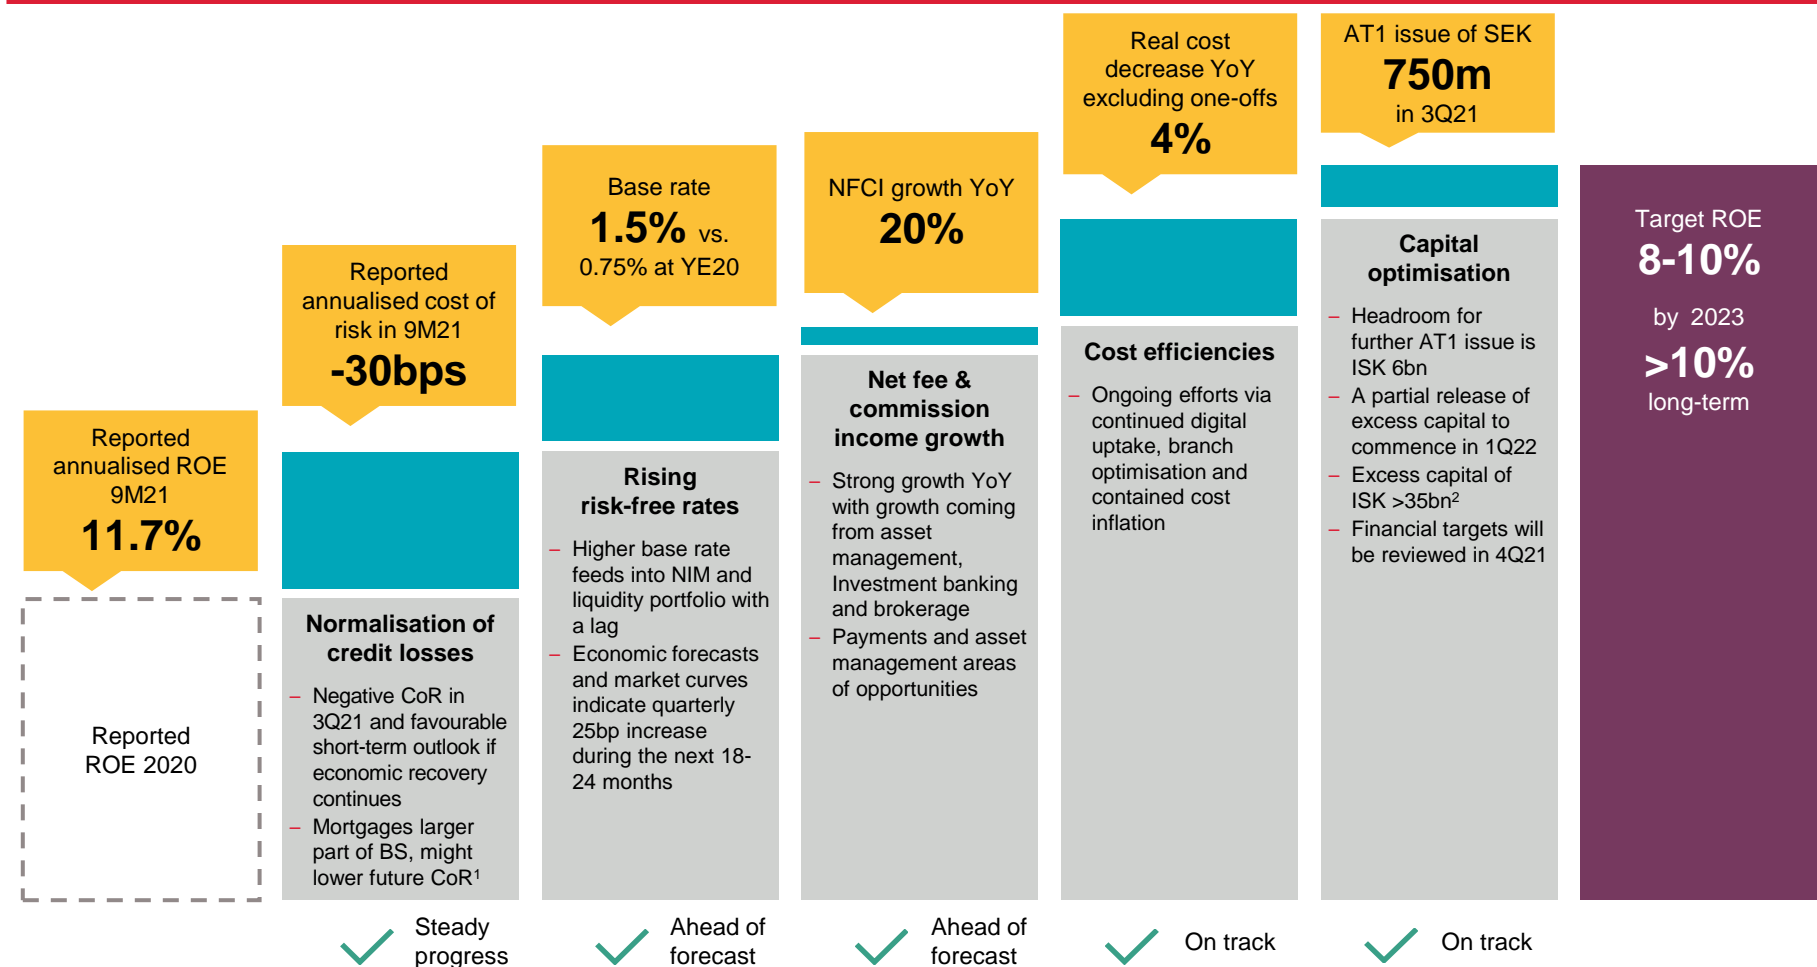 Reported
annualised ROE
9M21
11.7%
Reported
ROE 2020
Reported
annualised cost of
risk in 9M21
-30bps
Normalisation of
credit losses
– Negative CoR in
3Q21 and favourable
short-term outlook if
economic recovery
continues
– Mortgages larger
part of BS, might
lower future CoR1
Steady
progress
Base rate
1.5% vs.
0.75% at YE20
Rising
risk-free rates
– Higher base rate
feeds into NIM and
liquidity portfolio with
a lag
– Economic forecasts
and market curves
indicate quarterly
25bp increase
during the next 18-
24 months
Ahead of
forecast
NFCI growth YoY
20%
Net fee &
commission
income growth
– Strong growth YoY
with growth coming
from asset
management,
Investment banking
and brokerage
– Payments and asset
management areas
of opportunities
Ahead of
forecast
Real cost
decrease YoY
excluding one-offs
4%
Cost efficiencies
– Ongoing efforts via
continued digital
uptake, branch
optimisation and
contained cost
inflation
On track
AT1 issue of SEK
750m
in 3Q21
Capital
optimisation
– Headroom for
further AT1 issue is
ISK 6bn
– A partial release of
excess capital to
commence in 1Q22
– Excess capital of
ISK >35bn2
– Financial targets will
be reviewed in 4Q21
On track
Target ROE
8-10%
by 2023
>10%
long-term